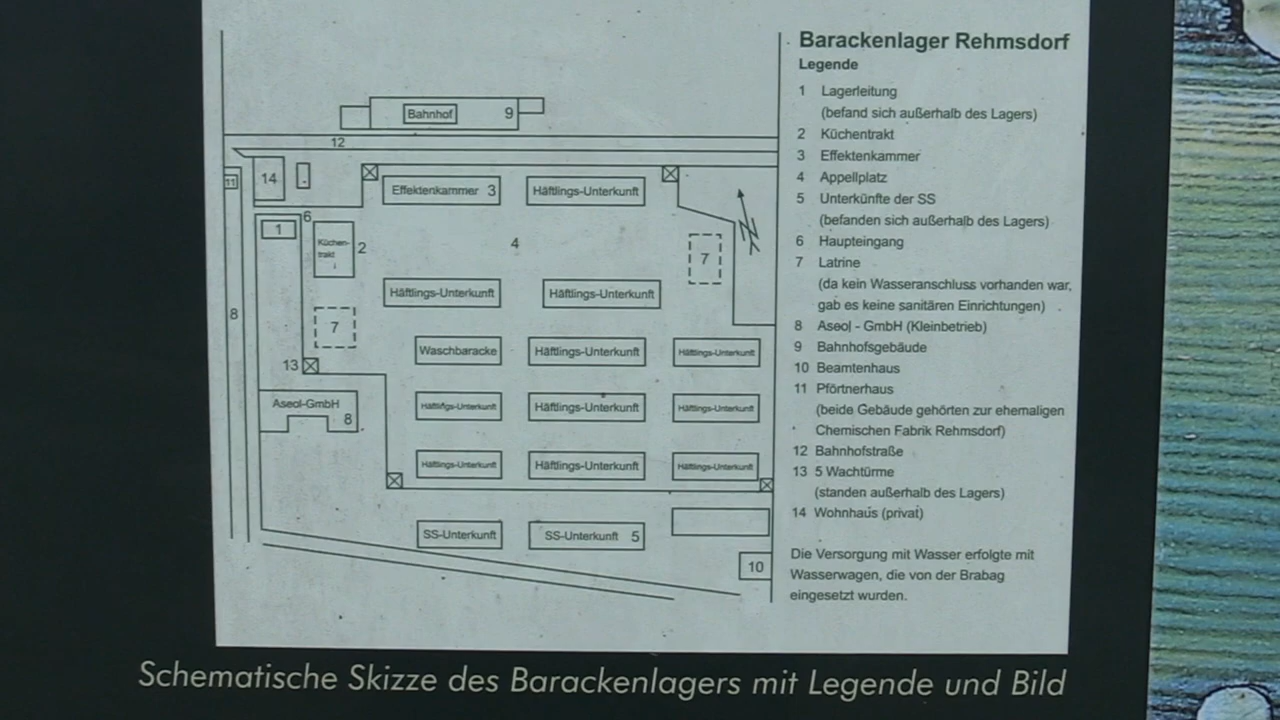 Barackenlager Rehmsdorf
Legende
1 Lagerleitung
(befand sich außerhalb des Lagers)
2 Küchentrakt
3 Effektenkammer
4 Appellplatz
5 Unterkünfte der SS
(befanden sich außerhalb des Lagers)
6 Haupteingang
7 Latrine
(da kein Wasseranschluss vorhanden war,
gab es keine sanitären Einrichtungen)
8 Aseol - GmbH (Kleinbetrieb)
9 Bahnhofsgebäude
10 Beamtenhaus
11 Pförtnerhaus
(beide Gebäude gehörten zur ehemaligen
Chemischen Fabrik Rehmsdorf)
12 Bahnhofstraße
13 5 Wachtürme
(standen außerhalb des Lagers)
14 Wohnhaus (privat)
Die Versorgung mit Wasser erfolgte mit
Wasserwagen, die von der Brabag
eingesetzt wurden.
Bahnhof 9
12
11
14
Effektenkammer 3
Häftlings-Unterkunft
6
1
Küchen-
trakt
2
4
7
Häftlings-Unterkunft
Häftlings-Unterkunft
8
7
Waschbaracke
Häftlings-Unterkunft
Häftlings-Unterkunft
13
Aseol-GmbH
8
Häftlings-Unterkunft
Häftlings-Unterkunft
Häftlings-Unterkunft
Häftlings-Unterkunft
Häftlings-Unterkunft
Häftlings-Unterkunft
SS-Unterkunft
SS-Unterkunft 5
10
Schematische Skizze des Barackenlagers mit Legende und Bild